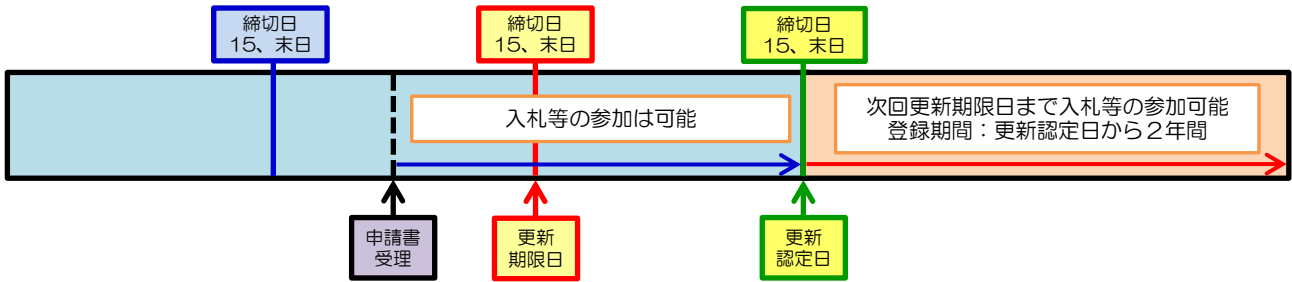 締切日
15、末日
締切日
15、末日
締切日
15、末日
入札等の参加は可能
次回更新期限日まで入札等の参加可能
登録期間：更新認定日から２年間
申請書
受理
更新
期限日
更新
認定日